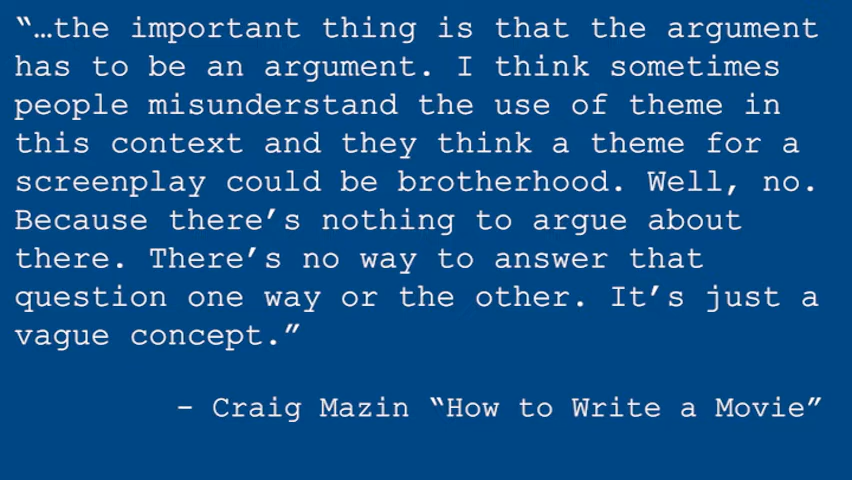 “…the important thing is that the argument
has to be an argument. I think sometimes
people misunderstand the use of theme in
this context and they think a theme for a
screenplay could be brotherhood. Well, no.
Because there’s nothing to argue about
there. There’s no way to answer that
question one way or the other. It’s just a
vague concept.”
- Craig Mazin “How to Write a Movie”